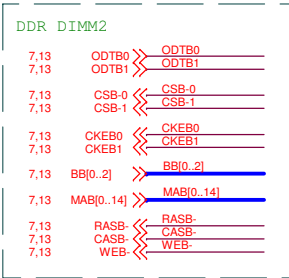 DDR DIMM2
7,13 ODTB0 ODTB0
7,13 ODTB1 ODTB1
7,13 CSB-0 CSB-0
7,13 CSB-1 CSB-1
7,13 CKEB0 CKEB0
7,13 CKEB1 CKEB1
7,13 BB[0..2] BB[0..2]
7,13 MAB[0..14] MAB[0..14]
7,13 RASB- RASB-
7,13 CASB- CASB-
7,13 WEB- WEB-